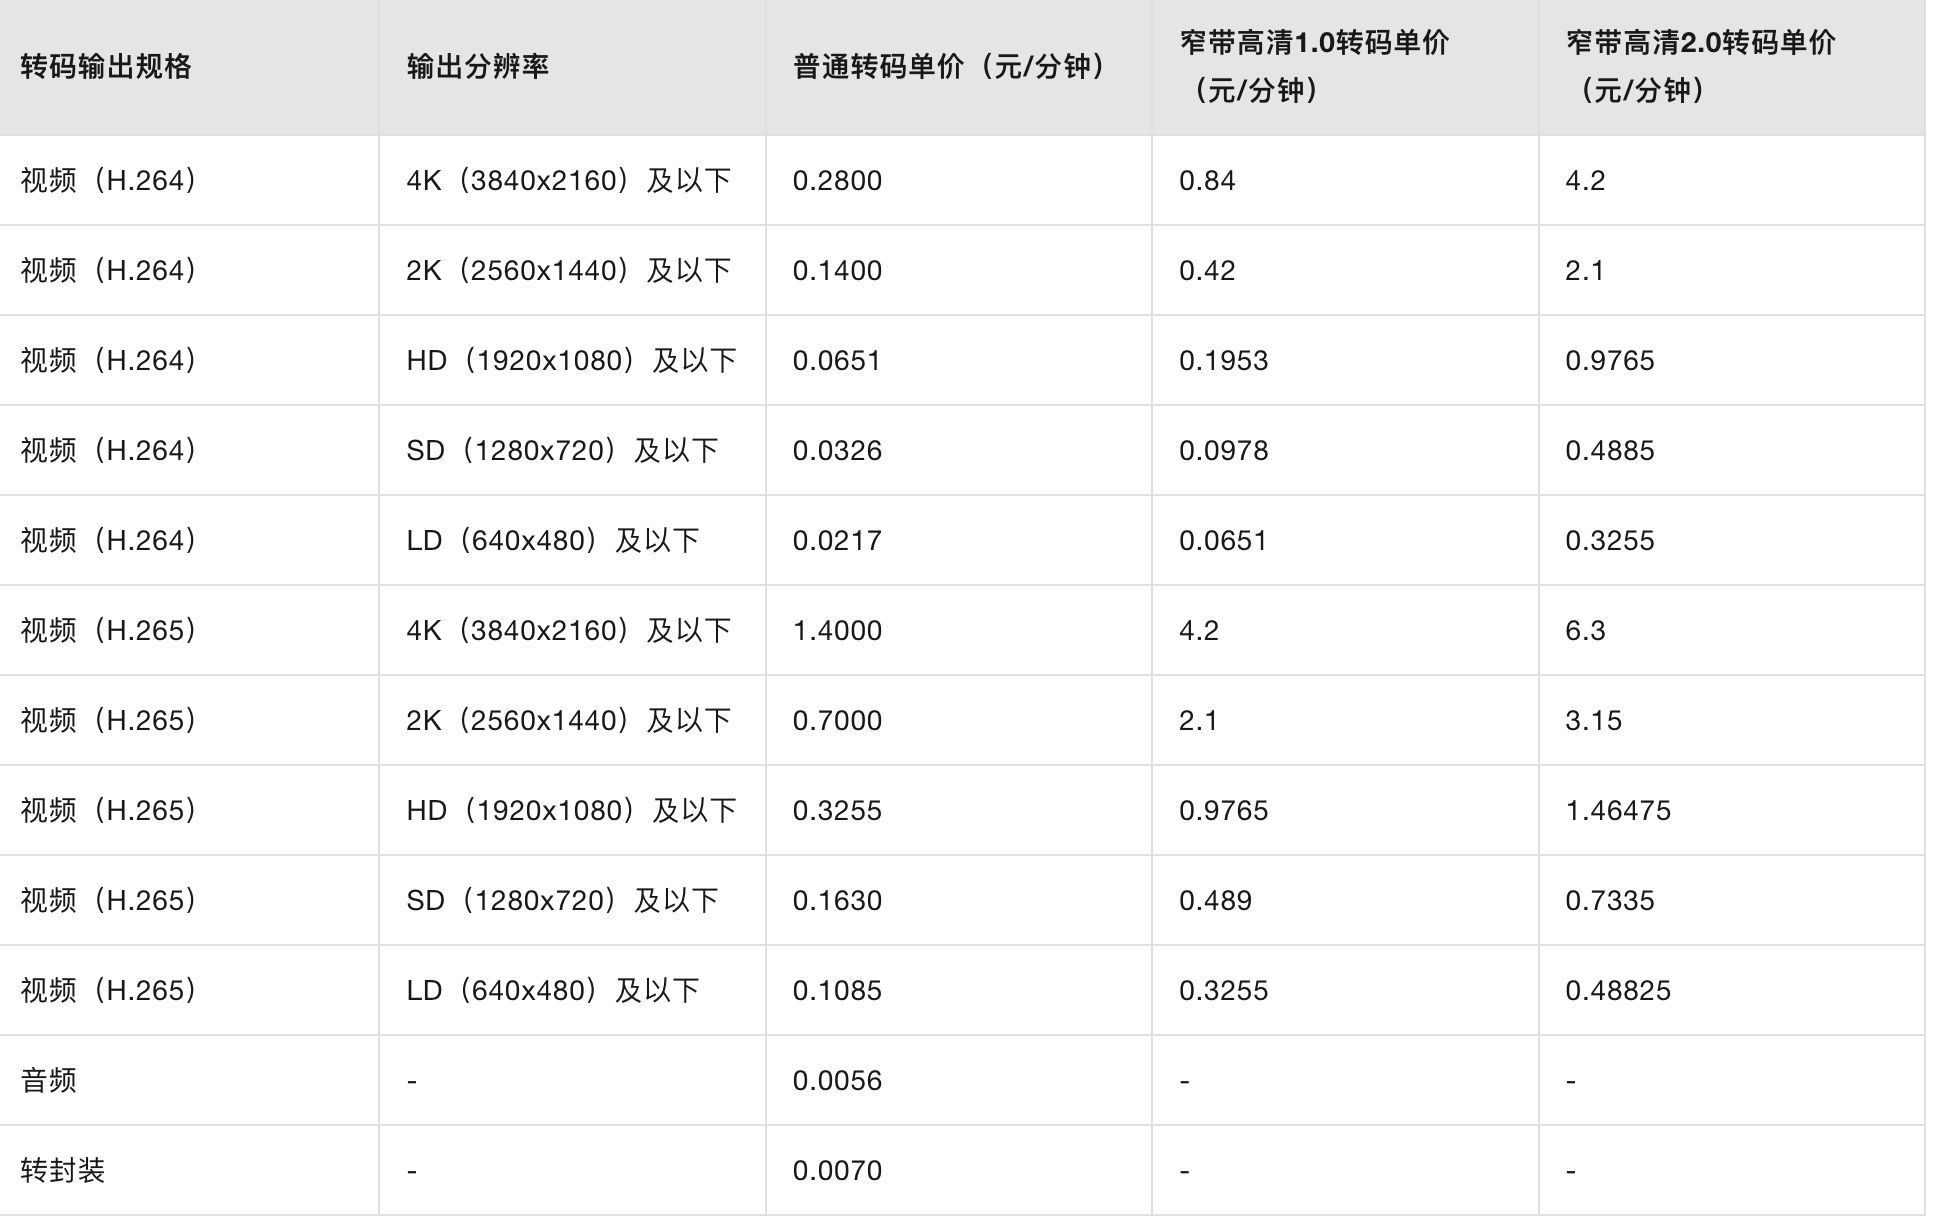 转码输出规格 输出分辨率 普通转码单价（元/分钟） 窄带高清1.0转码单价（元/分钟） 窄带高清2.0转码单价（元/分钟）
视频（H.264） 4K（3840x2160）及以下 0.2800 0.84 4.2
视频（H.264） 2K（2560x1440）及以下 0.1400 0.42 2.1
视频（H.264） HD（1920x1080）及以下 0.0651 0.1953 0.9765
视频（H.264） SD（1280x720）及以下 0.0326 0.0978 0.4885
视频（H.264） LD（640x480）及以下 0.0217 0.0651 0.3255
视频（H.265） 4K（3840x2160）及以下 1.4000 4.2 6.3
视频（H.265） 2K（2560x1440）及以下 0.7000 2.1 3.15
视频（H.265） HD（1920x1080）及以下 0.3255 0.9765 1.46475
视频（H.265） SD（1280x720）及以下 0.1630 0.489 0.7335
视频（H.265） LD（640x480）及以下 0.1085 0.3255 0.48825
音频 - 0.0056 - -
转封装 - 0.0070 - -